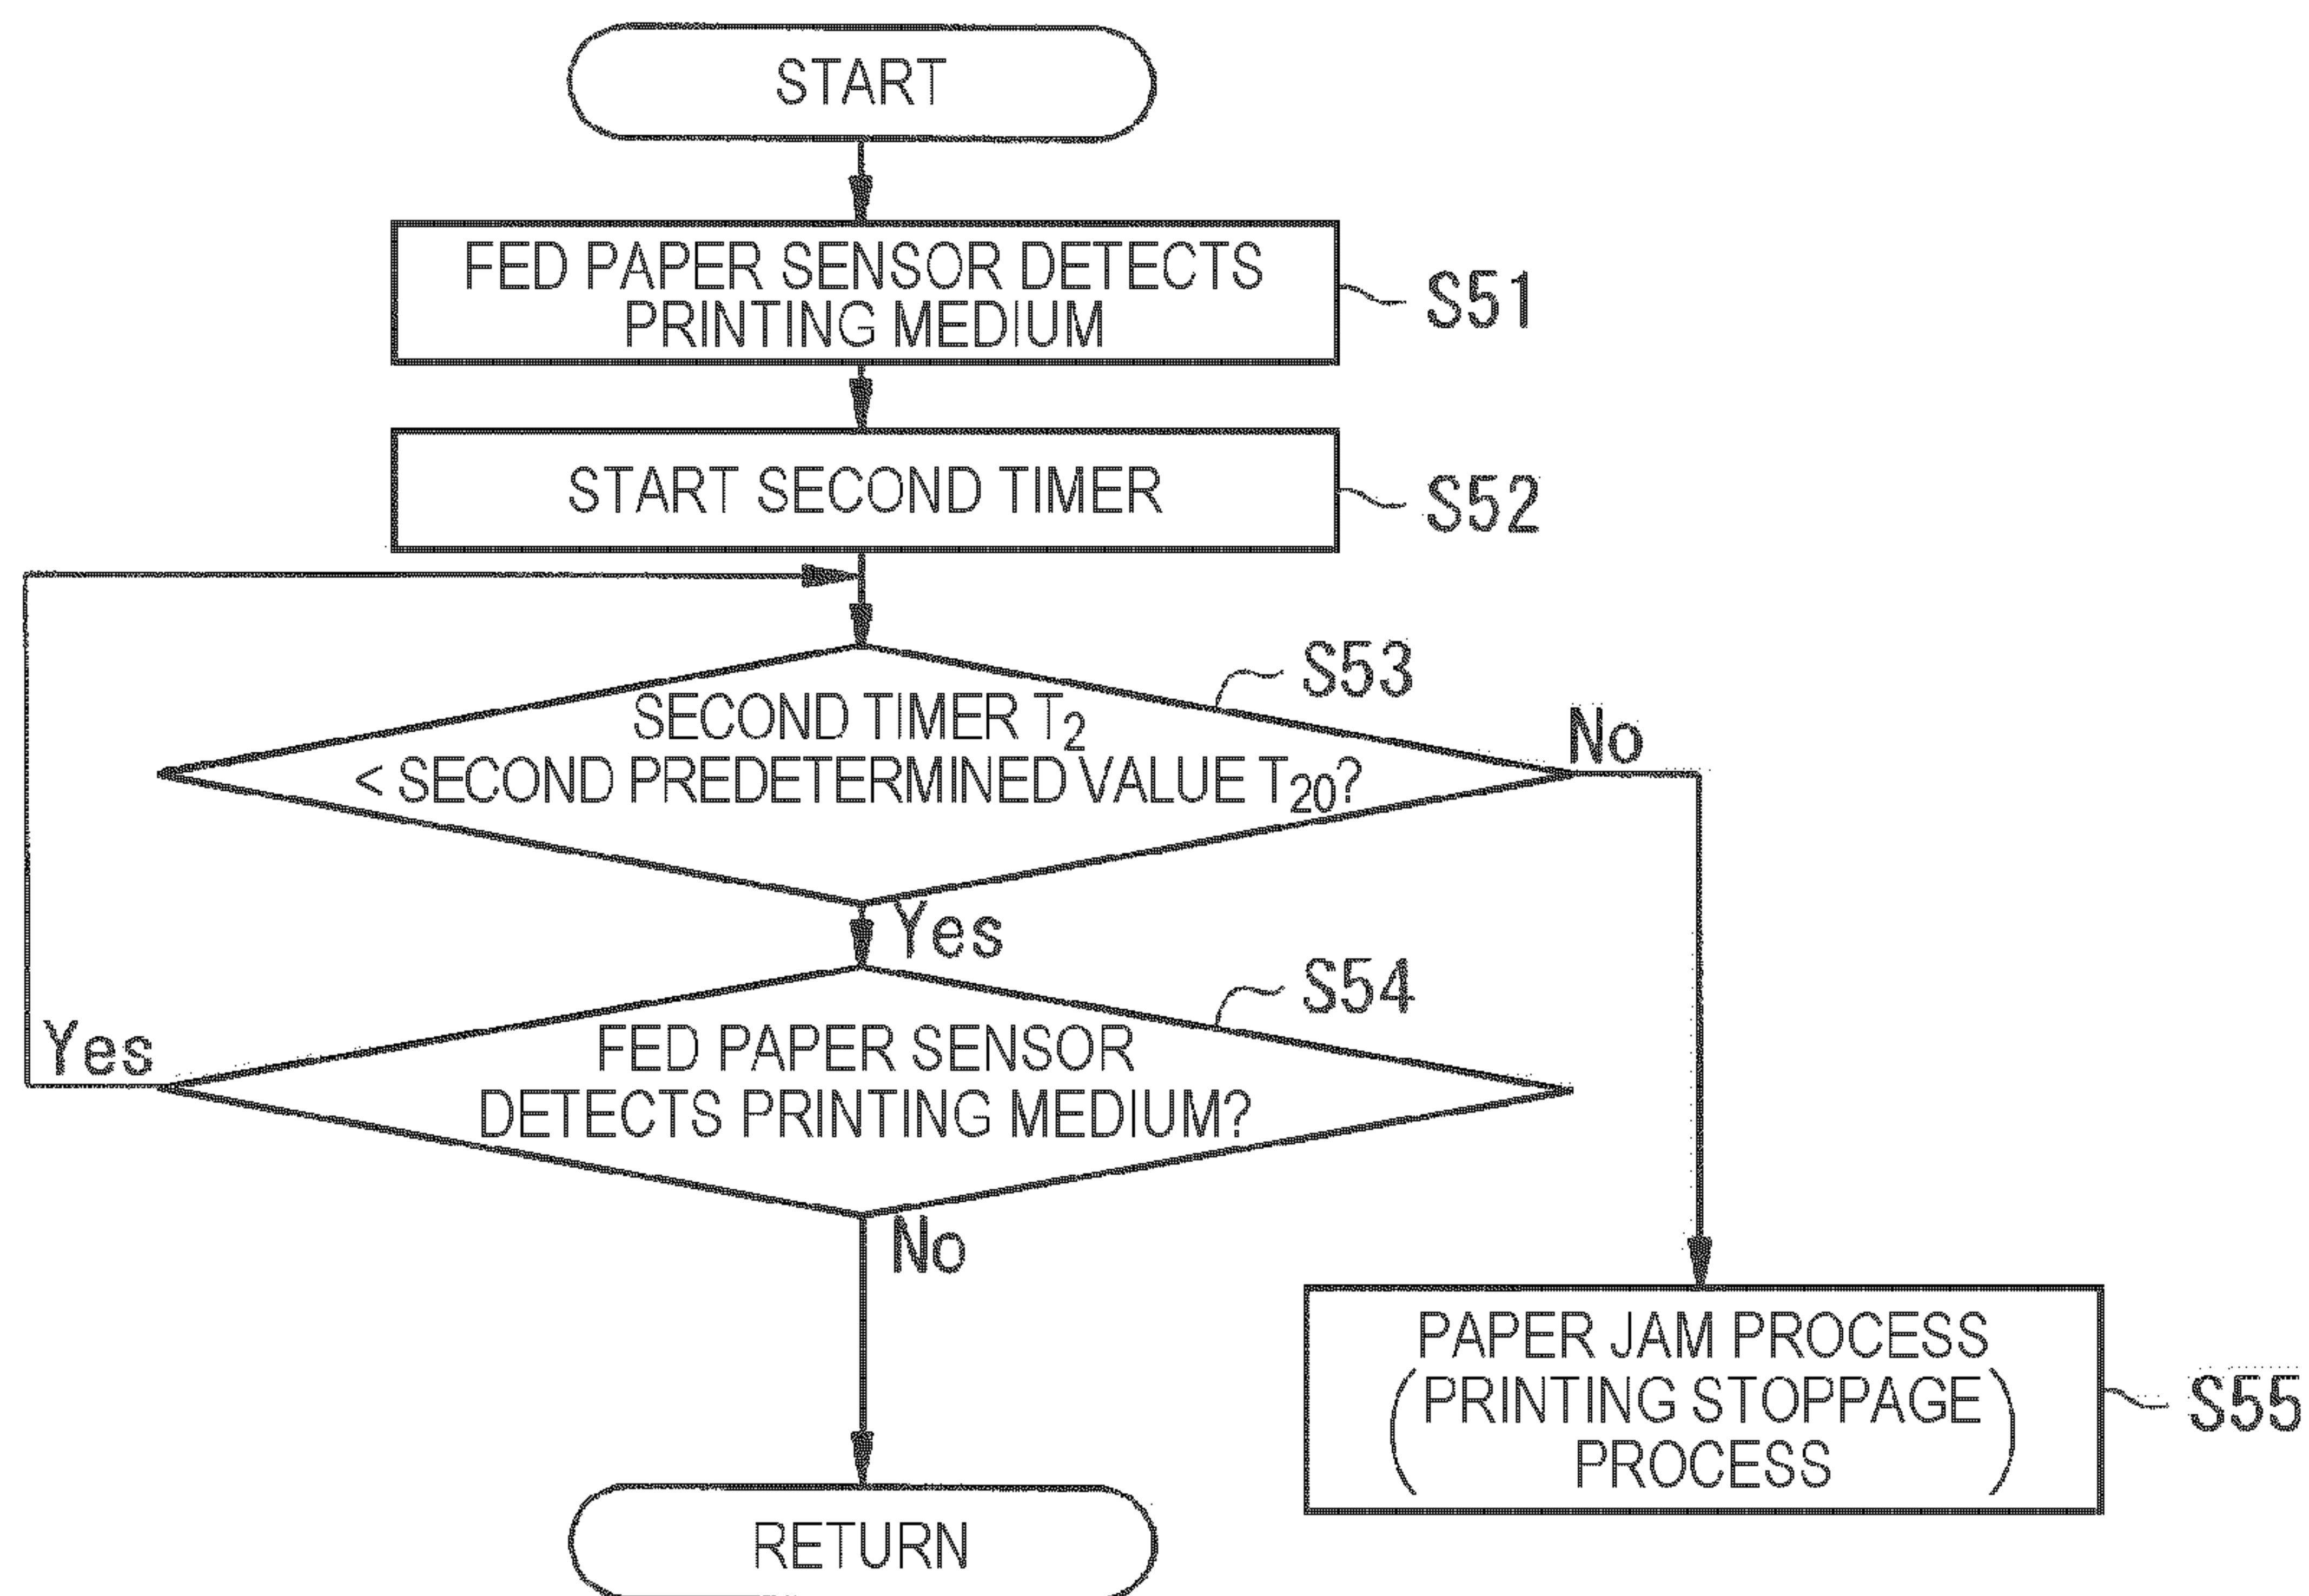 START
FED PAPER SENSOR DETECTS
PRINTING MEDIUM
S51
START SECOND TIMER
S52
S53
SECOND TIMER T2
< SECOND PREDETERMINED VALUE T20?
No
Yes
S54
FED PAPER SENSOR
DETECTS PRINTING MEDIUM?
Yes
No
PAPER JAM PROCESS
(PRINTING STOPPAGE
PROCESS)
S55
RETURN